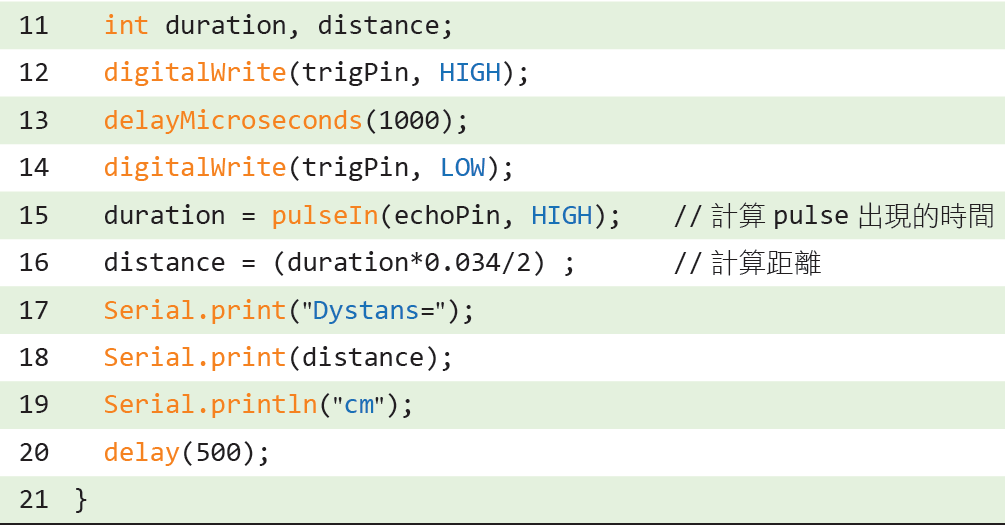 11 int duration, distance;
12 digitalWrite(trigPin, HIGH);
13 delayMicroseconds(1000);
14 digitalWrite(trigPin, LOW);
15 duration = pulseIn(echoPin, HIGH); // 計算 pulse 出現的時間
16 distance = (duration*0.034/2) ; // 計算距離
17 Serial.print("Dystans=");
18 Serial.print(distance);
19 Serial.println("cm");
20 delay(500);
21 }